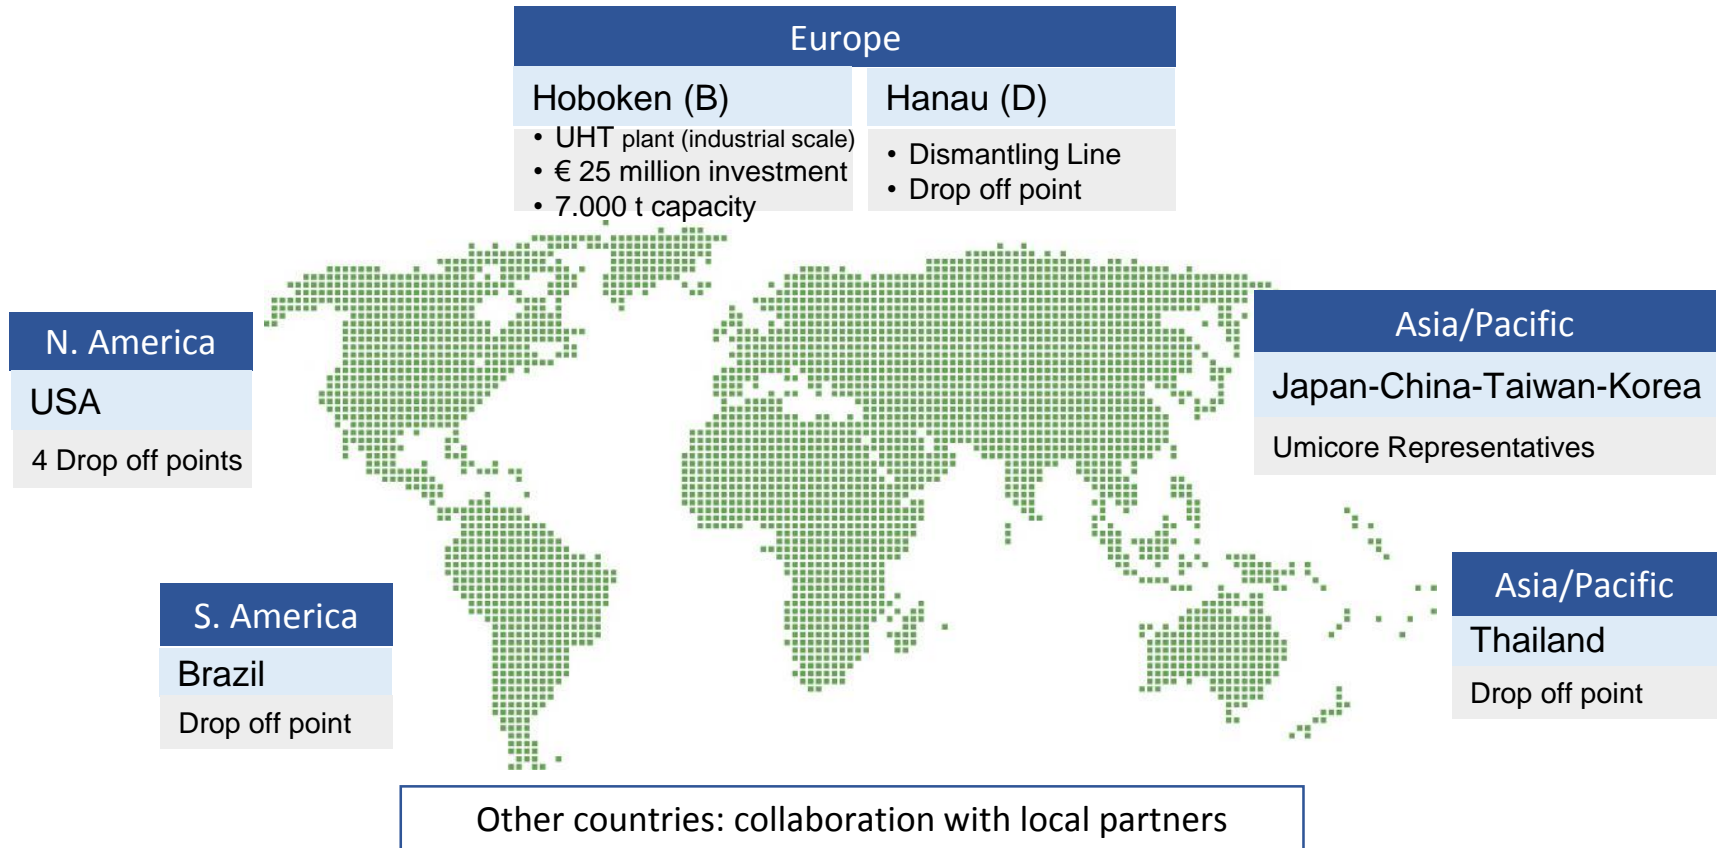 Europe
Hoboken (B)
• UHT plant (industrial scale)
• € 25 million investment
• 7.000 t capacity
Hanau (D)
• Dismantling Line
• Drop off point
N. America
USA
4 Drop off points
Asia/Pacific
Japan-China-Taiwan-Korea
Umicore Representatives
S. America
Brazil
Drop off point
Asia/Pacific
Thailand
Drop off point
Other countries: collaboration with local partners